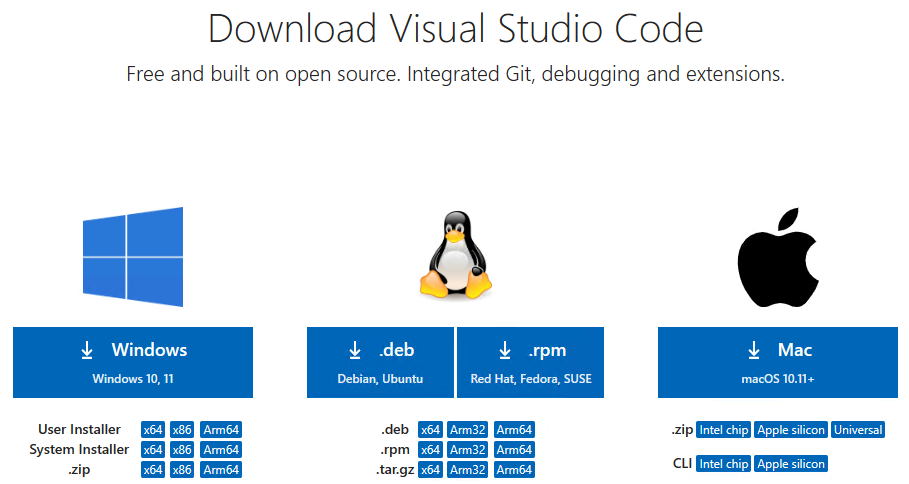 Download Visual Studio Code
Free and built on open source. Integrated Git, debugging and extensions.
Windows
Windows 10, 11
User Installer x64 x86 Arm64
System Installer x64 x86 Arm64
.zip x64 x86 Arm64
.deb
Debian, Ubuntu
.rpm
Red Hat, Fedora, SUSE
.deb x64 Arm32 Arm64
.rpm x64 Arm32 Arm64
.tar.gz x64 Arm32 Arm64
Mac
macOS 10.11+
.zip Intel chip Apple silicon Universal
CLI Intel chip Apple silicon